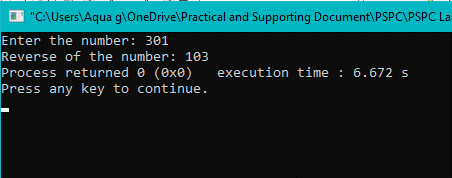 "C:\Users\Aqua g\OneDrive\Practical and Supporting Document\PSPC\PSPC La
Enter the number: 301
Reverse of the number: 103
Process returned 0 (0x0)   execution time : 6.672 s
Press any key to continue.